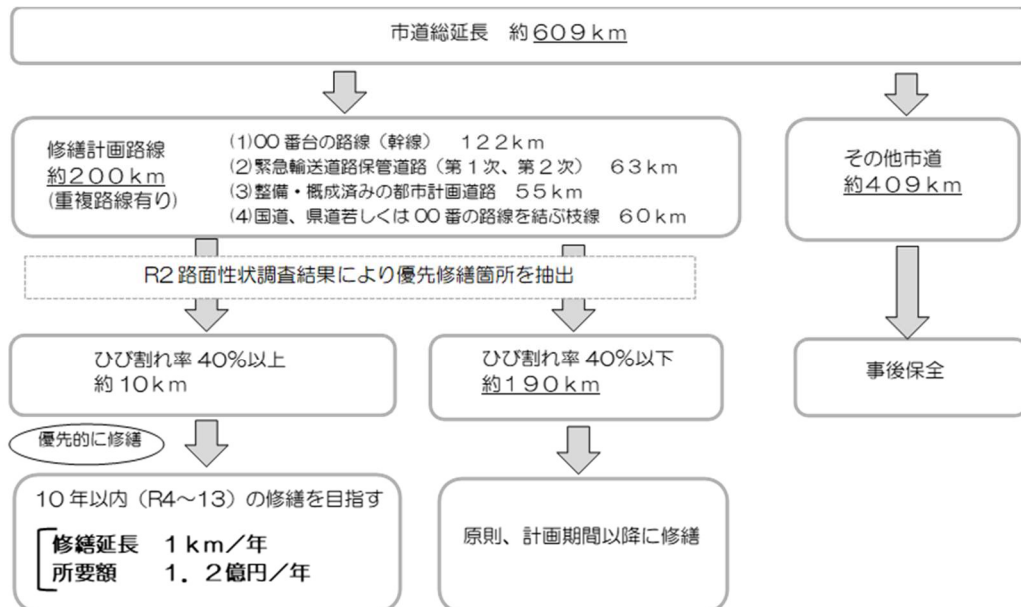 市道総延長 約609km
修繕計画路線
約200km
(重複路線有り)
(1)00番台の路線(幹線) 122km
(2)緊急輸送道路保管道路(第1次、第2次) 63km
(3)整備・概成済みの都市計画道路 55km
(4)国道、県道若しくは00番の路線を結ぶ枝線 60km
その他市道
約409km
R2路面性状調査結果により優先修繕箇所を抽出
ひび割れ率40%以上
約10km
ひび割れ率40%以下
約190km
事後保全
優先的に修繕
10年以内(R4~13)の修繕を目指す
修繕延長 1km/年
所要額 1.2億円/年
原則、計画期間以降に修繕